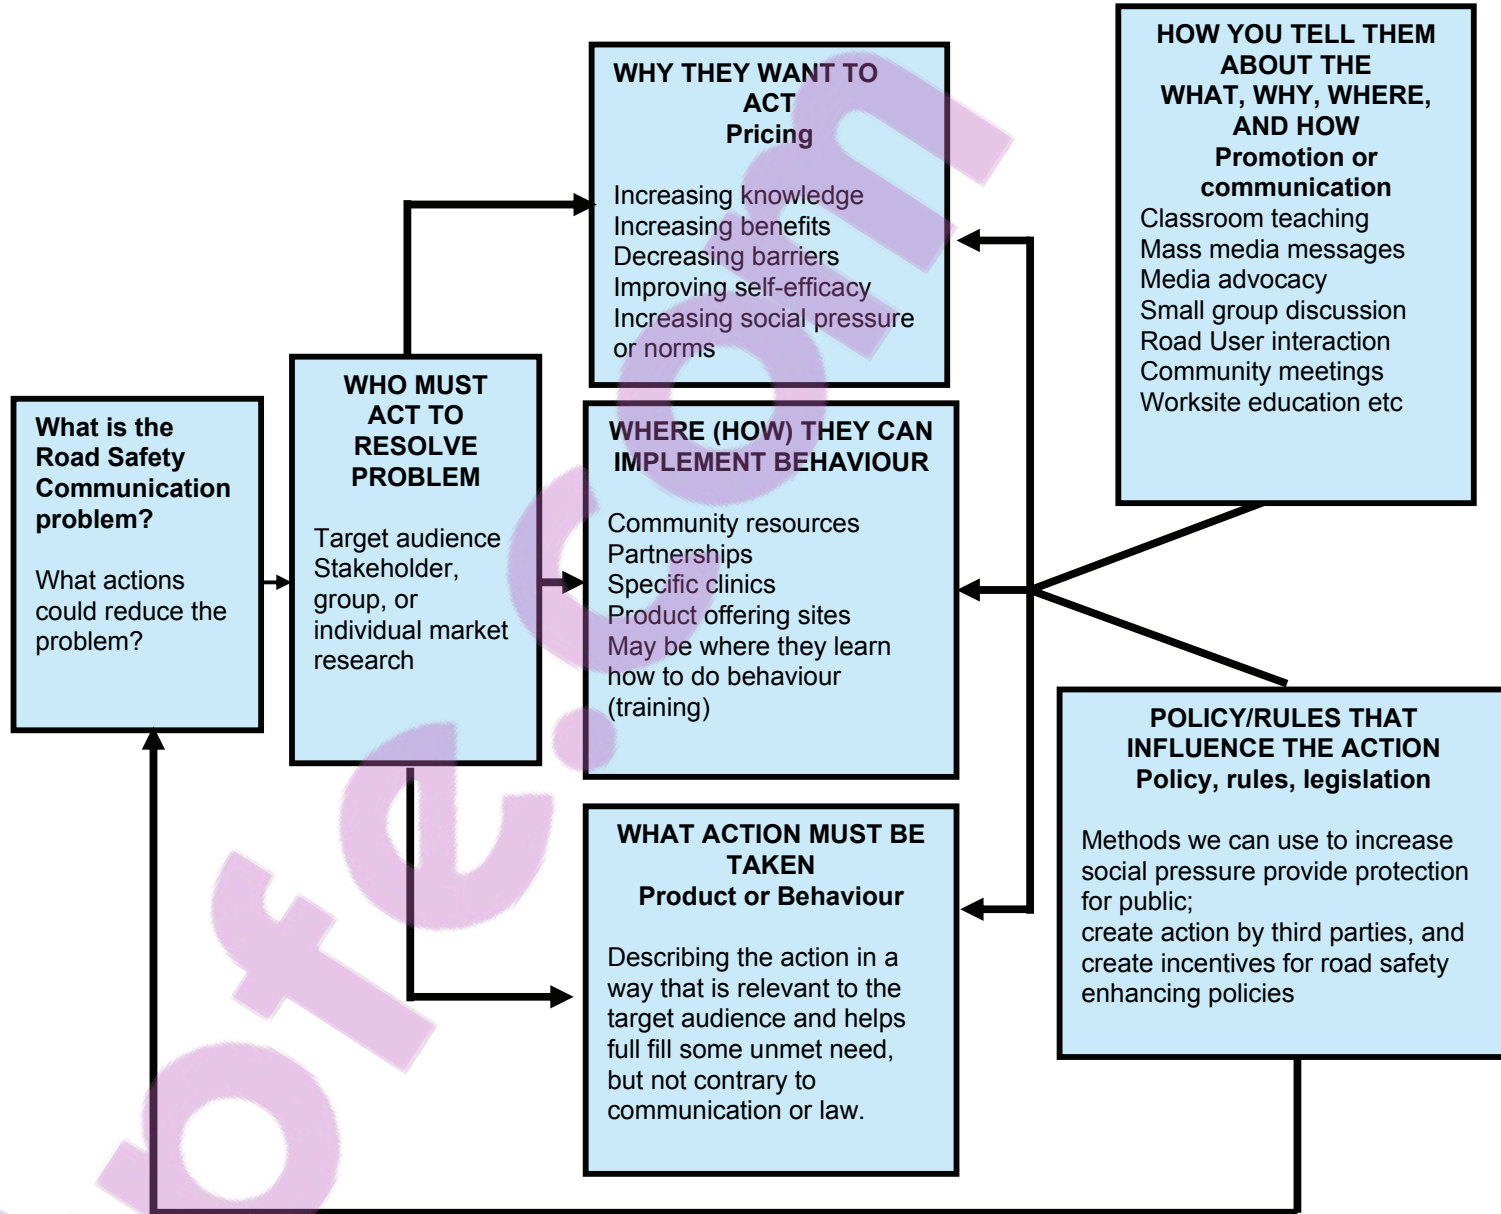 What is the
Road Safety
Communication
problem?
What actions
could reduce the
problem?
WHO MUST
ACT TO
RESOLVE
PROBLEM
Target audience
Stakeholder,
group, or
individual market
research
WHY THEY WANT TO
ACT
Pricing
Increasing knowledge
Increasing benefits
Decreasing barriers
Improving self-efficacy
Increasing social pressure
or norms
WHERE (HOW) THEY CAN
IMPLEMENT BEHAVIOUR
Community resources
Partnerships
Specific clinics
Product offering sites
May be where they learn
how to do behaviour
(training)
WHAT ACTION MUST BE
TAKEN
Product or Behaviour
Describing the action in a
way that is relevant to the
target audience and helps
full fill some unmet need,
but not contrary to
communication or law.
HOW YOU TELL THEM
ABOUT THE
WHAT, WHY, WHERE,
AND HOW
Promotion or
communication
Classroom teaching
Mass media messages
Media advocacy
Small group discussion
Road User interaction
Community meetings
Worksite education etc
POLICY/RULES THAT
INFLUENCE THE ACTION
Policy, rules, legislation
Methods we can use to increase
social pressure provide protection
for public;
create action by third parties, and
create incentives for road safety
enhancing policies
ofe.com